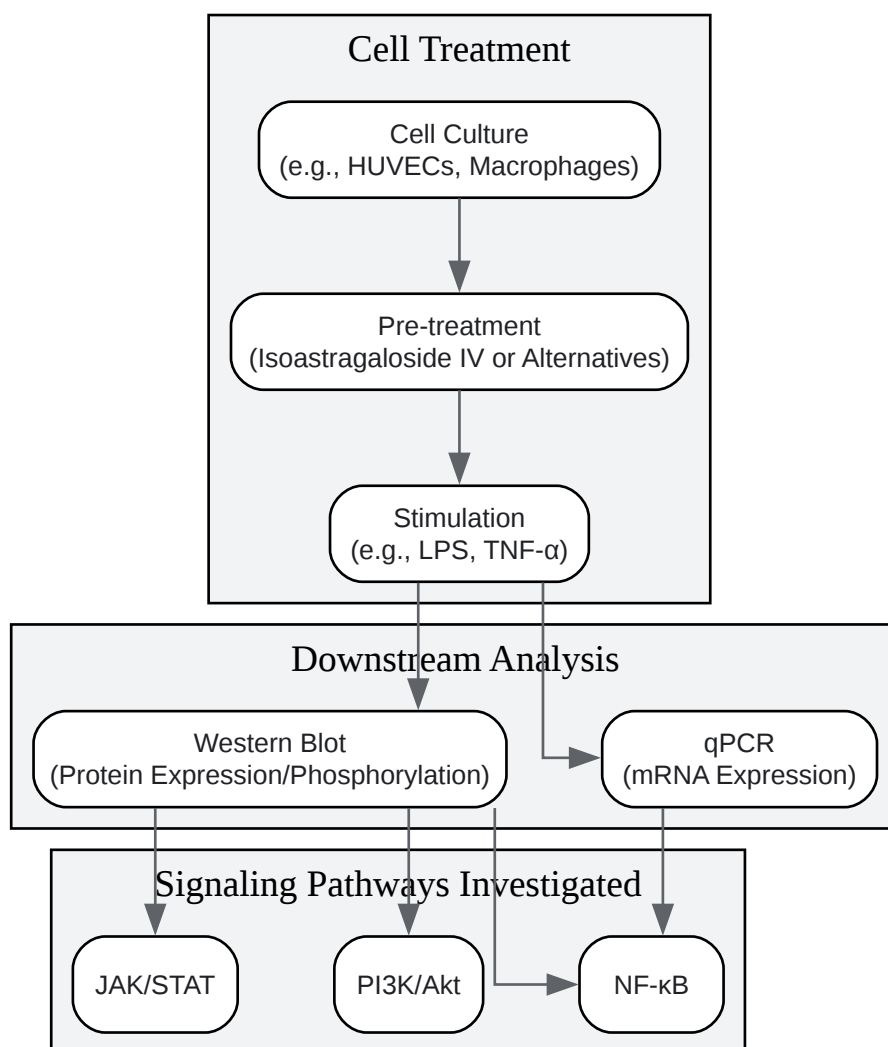 Cell Treatment
Cell Culture
(e.g., HUVECs, Macrophages)
Pre-treatment
(Isoastragaloside IV or Alternatives)
Stimulation
(e.g., LPS, TNF-α)
Downstream Analysis
Western Blot
(Protein Expression/Phosphorylation)
qPCR
(mRNA Expression)
Signaling Pathways Investigated
JAK/STAT
PI3K/Akt
NF-κB